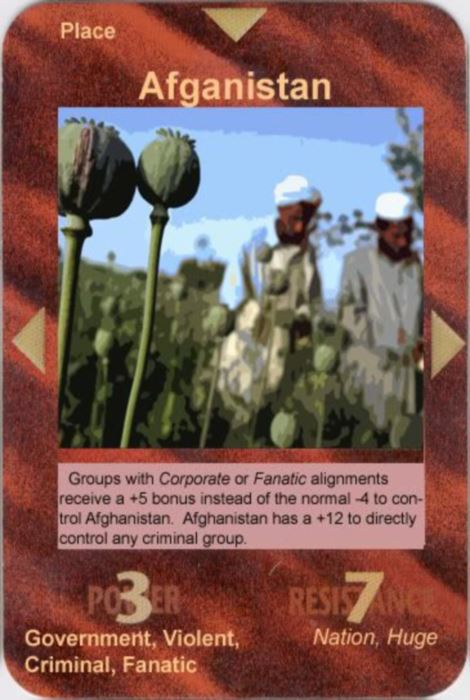 Place
Afganistan
Groups with Corporate or Fanatic alignments
receive a +5 bonus instead of the normal -4 to con-
trol Afghanistan. Afghanistan has a +12 to directly
control any criminal group.
POWER 3
RESISTANCE 7
Government, Violent,
Criminal, Fanatic
Nation, Huge